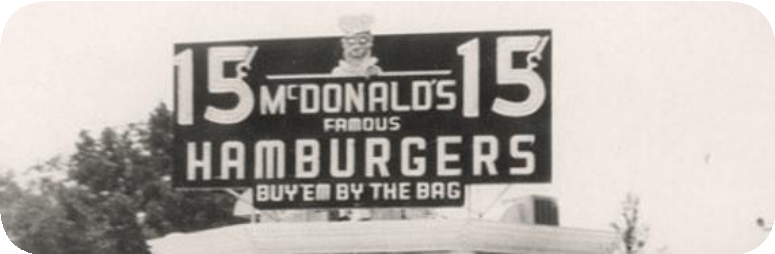 15¢ McDONALD'S 15¢
FAMOUS
HAMBURGERS
BUY'EM BY THE BAG